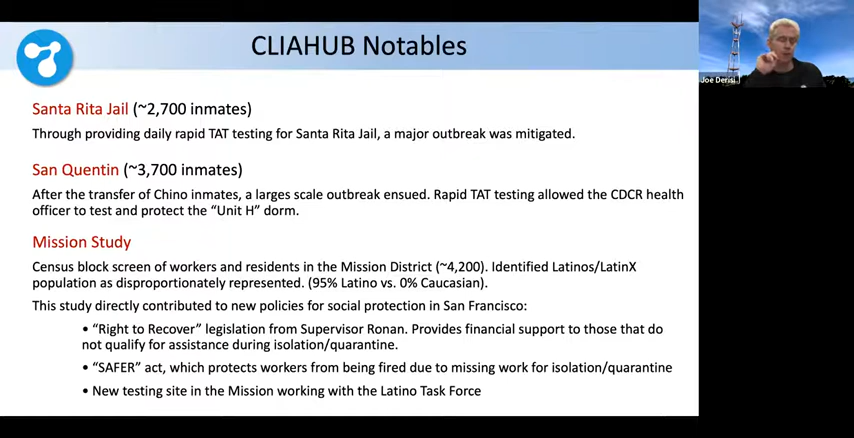 CLIAHUB Notables
Joe Derisi
Santa Rita Jail (~2,700 inmates)
Through providing daily rapid TAT testing for Santa Rita Jail, a major outbreak was mitigated.
San Quentin (~3,700 inmates)
After the transfer of Chino inmates, a larges scale outbreak ensued. Rapid TAT testing allowed the CDCR health
officer to test and protect the “Unit H” dorm.
Mission Study
Census block screen of workers and residents in the Mission District (~4,200). Identified Latinos/LatinX
population as disproportionately represented. (95% Latino vs. 0% Caucasian).
This study directly contributed to new policies for social protection in San Francisco:
• “Right to Recover” legislation from Supervisor Ronan. Provides financial support to those that do
not qualify for assistance during isolation/quarantine.
• “SAFER” act, which protects workers from being fired due to missing work for isolation/quarantine
• New testing site in the Mission working with the Latino Task Force